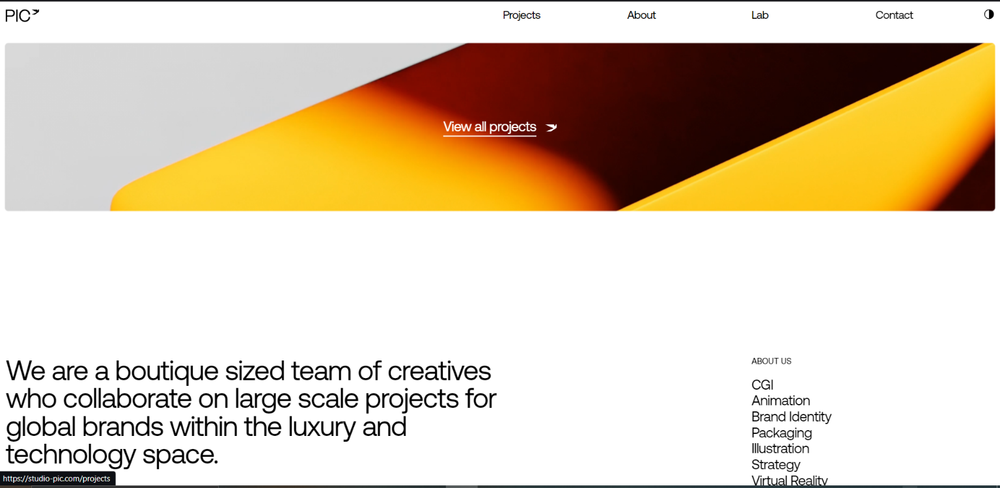 PIC
Projects
About
Lab
Contact
View all projects
We are a boutique sized team of creatives
who collaborate on large scale projects for
global brands within the luxury and
technology space.
ABOUT US
CGI
Animation
Brand Identity
Packaging
Illustration
Strategy
Virtual Reality
https://studio-pic.com/projects